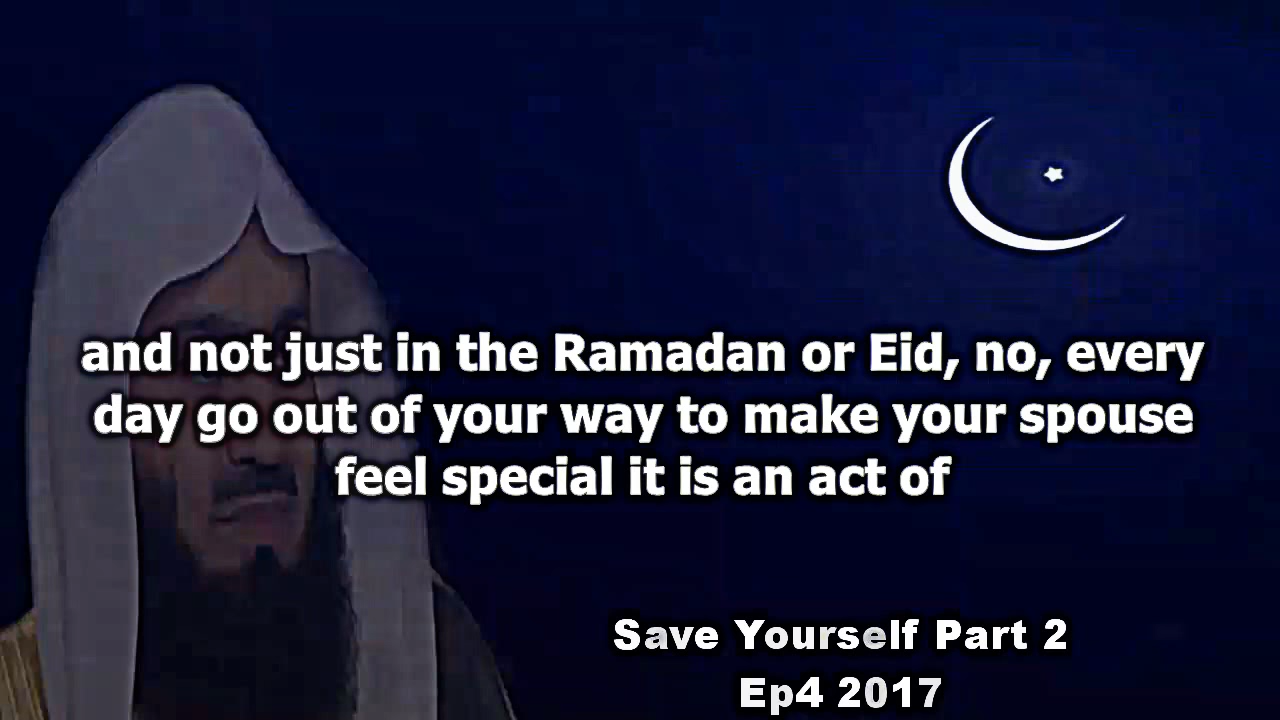 and not just in the Ramadan or Eid, no, every
day go out of your way to make your spouse
feel special it is an act of
Save Yourself Part 2
Ep4 2017